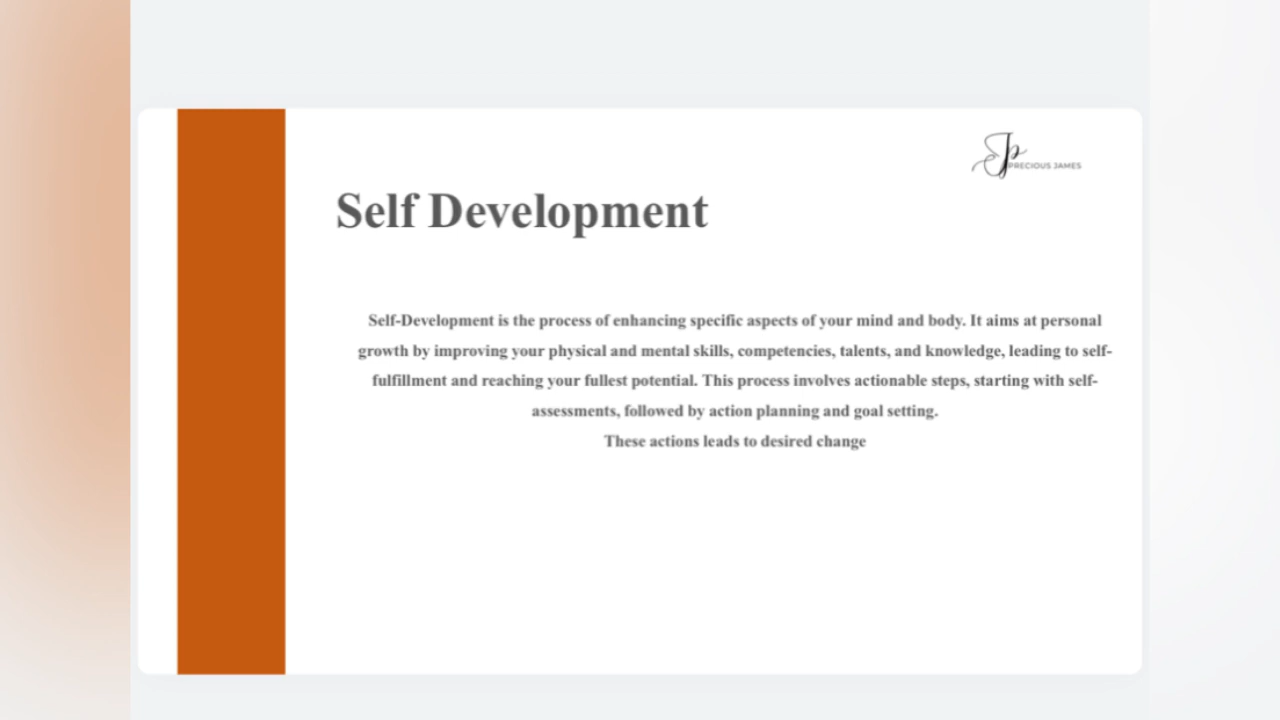 PRECIOUS JAMES
Self Development
Self-Development is the process of enhancing specific aspects of your mind and body. It aims at personal
growth by improving your physical and mental skills, competencies, talents, and knowledge, leading to self-
fulfillment and reaching your fullest potential. This process involves actionable steps, starting with self-
assessments, followed by action planning and goal setting.
These actions leads to desired change